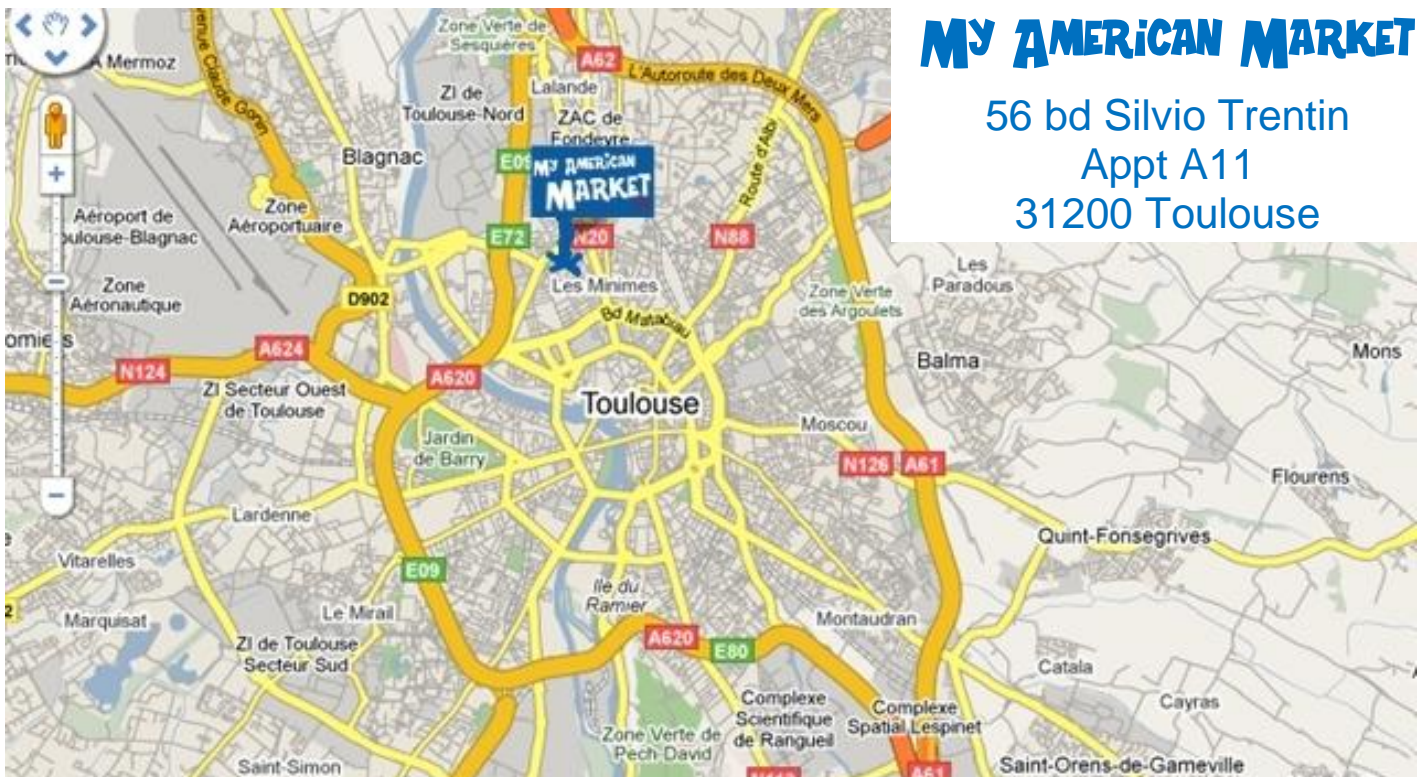 MY AMERiCAN MARKET
56 bd Silvio Trentin
Appt A11
31200 Toulouse
Zone Verte de
Sesquières
A62
L'Autoroute des Deux Mers
A Mermoz
Lalande
ZI de
Toulouse-Nord
ZAC de
Fondeyre
Blagnac
MY AMERiCAN
MARKET
Route d'Albi
Aéroport de
Zone
Aéroportuaire
E72
N20
N88
Zone
Aéronautique
D902
Les Minimes
Bd Matabiau
Zone Verte
des Argoulets
Les
Paradous
Balma
Mons
N124
A624
ZI Secteur Ouest
de Toulouse
A620
Toulouse
Jardin
de Barry
Moscou
N126
A61
Flourens
Lardenne
Quint-Fonsegrives
Vitarelles
E09
Ile du
Ramier
Marquisat
Le Mirail
Montaudran
ZI de Toulouse
Secteur Sud
A620
E80
Catala
Cayras
Complexe
Scientifique
de Rangueil
Complexe
Spatial Lespinet
Zone Verte de
Pech David
Saint-Simon
A61
Saint-Orens-de-Gameville